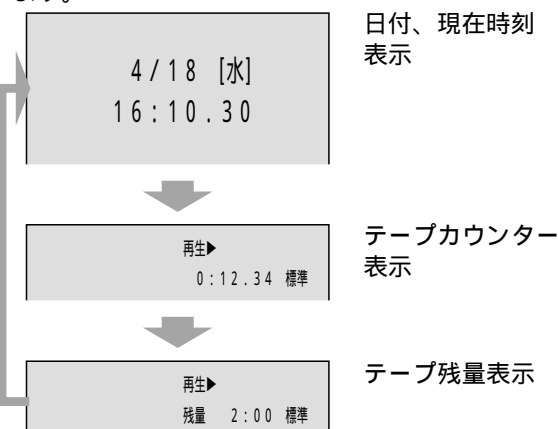 ます。
4/18 [水]
16:10.30
日付、現在時刻
表示
再生▶
0:12.34 標準
テープカウンター
表示
再生▶
残量 2:00 標準
テープ残量表示